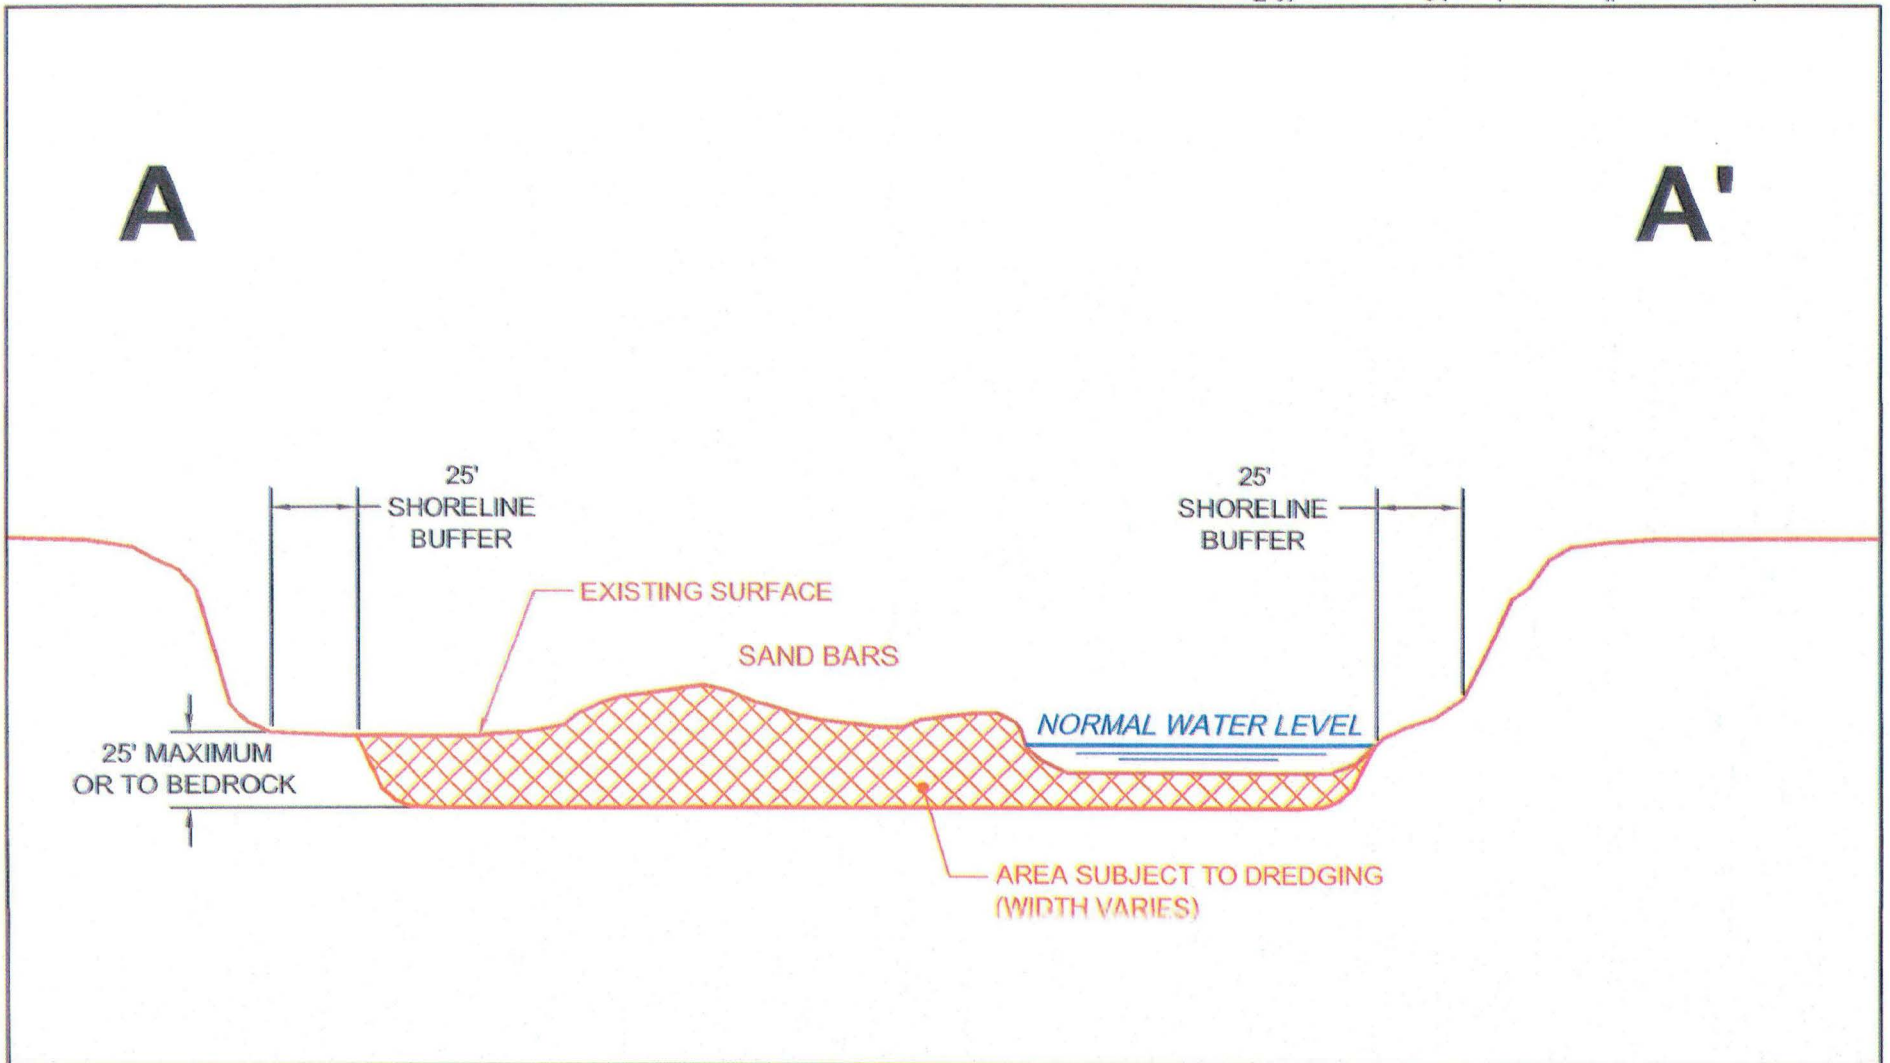 A
A'
25'
SHORELINE
BUFFER
25'
SHORELINE
BUFFER
EXISTING SURFACE
SAND BARS
NORMAL WATER LEVEL
25' MAXIMUM
OR TO BEDROCK
AREA SUBJECT TO DREDGING
(WIDTH VARIES)